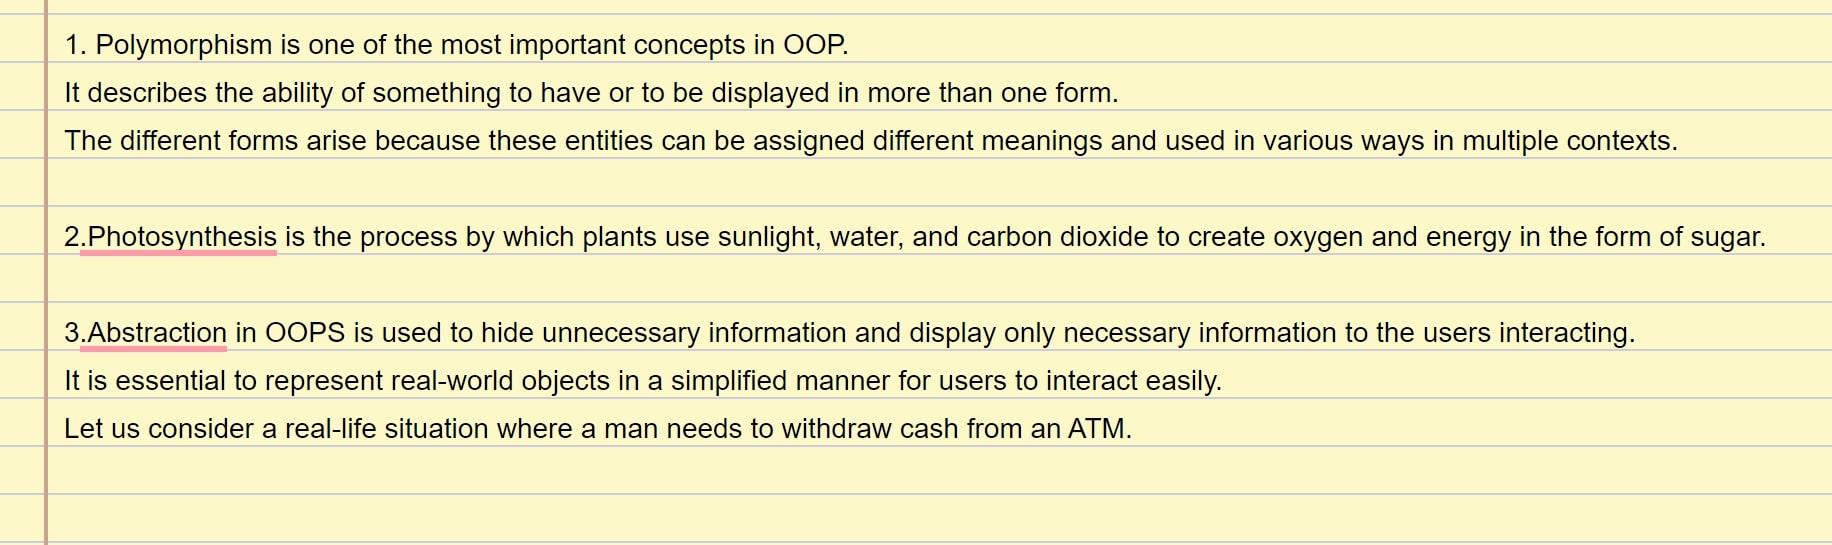 1. Polymorphism is one of the most important concepts in OOP.
It describes the ability of something to have or to be displayed in more than one form.
The different forms arise because these entities can be assigned different meanings and used in various ways in multiple contexts.
2.Photosynthesis is the process by which plants use sunlight, water, and carbon dioxide to create oxygen and energy in the form of sugar.
3.Abstraction in OOPS is used to hide unnecessary information and display only necessary information to the users interacting.
It is essential to represent real-world objects in a simplified manner for users to interact easily.
Let us consider a real-life situation where a man needs to withdraw cash from an ATM.